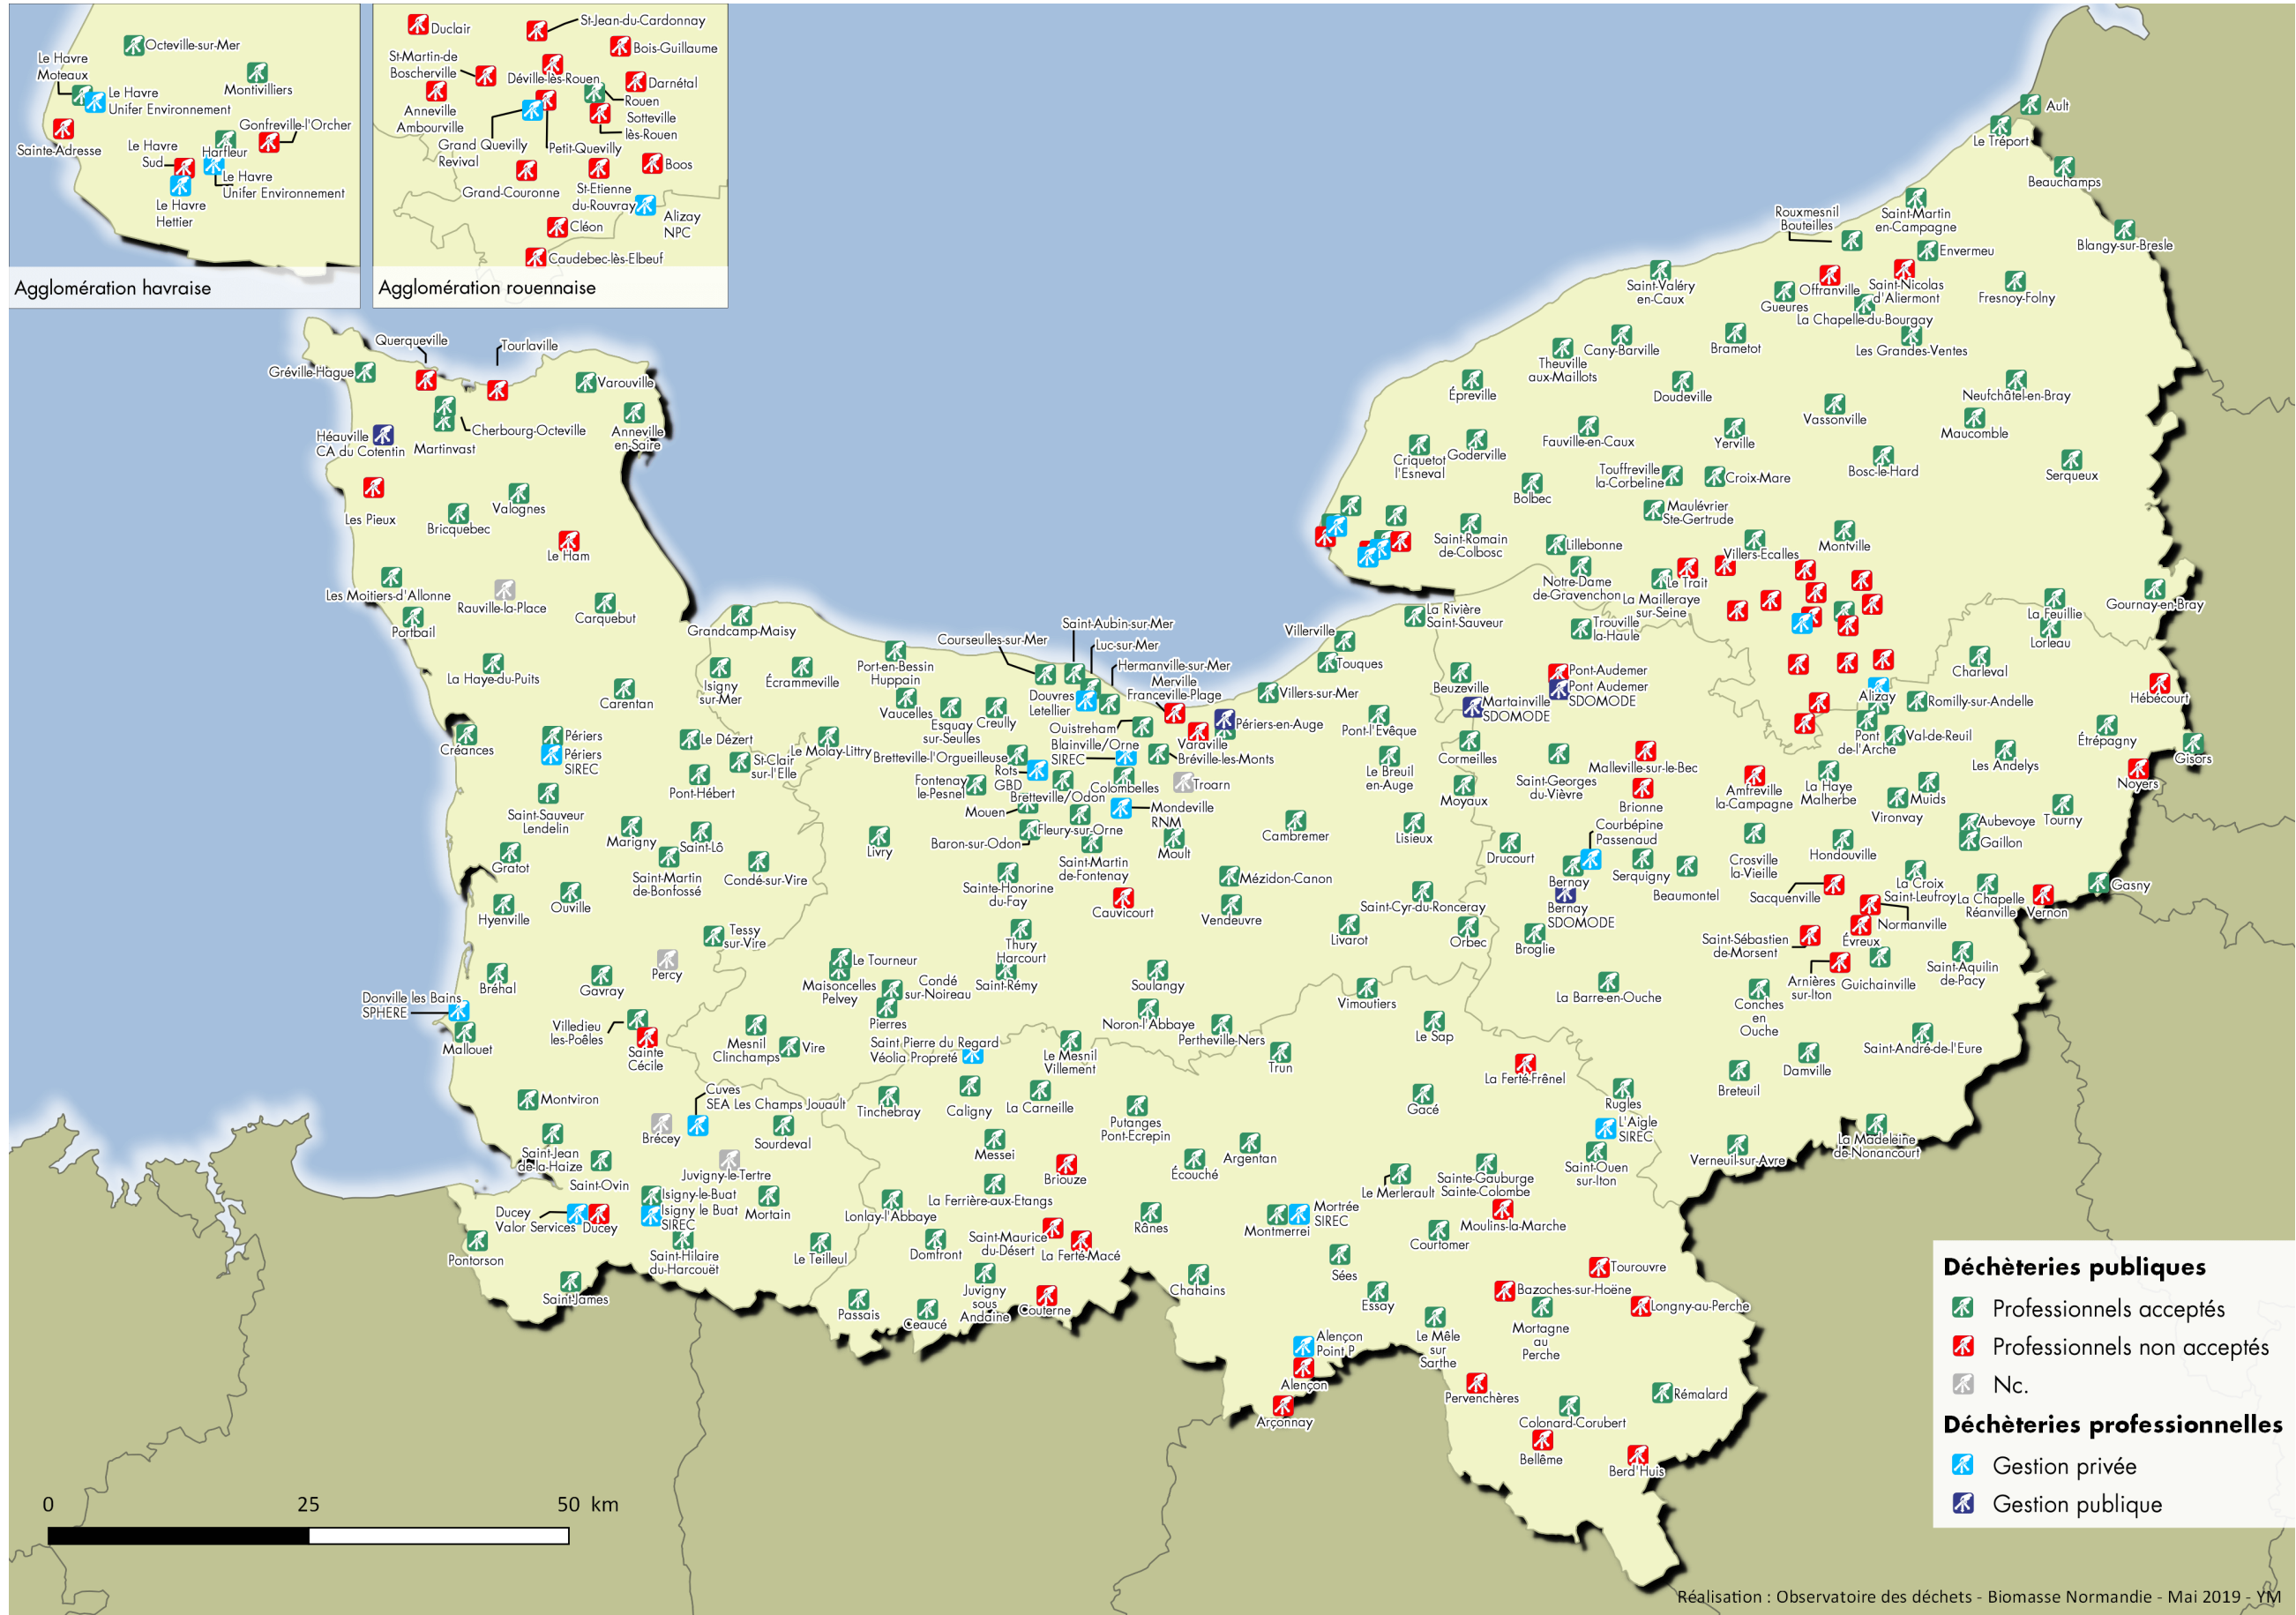 Octeville-sur-Mer
Le Havre
Moteaux
Montivilliers
Le Havre
Unifer Environnement
Gonfreville-l'Orcher
Sainte-Adresse
Le Havre
Sud
Harfleur
Le Havre
Unifer Environnement
Le Havre
Hettier
Agglomération havraise
Duclair
St-Jean-du-Cardonnay
Bois-Guillaume
St-Martin-de
Boscherville
Déville-lès-Rouen
Darnétal
Anneville
Ambourville
Rouen
Sotteville
lès-Rouen
Grand Quevilly
Revival
Petit-Quevilly
Boos
Grand-Couronne
St-Etienne
du-Rouvray
Alizay
NPC
Cléon
Caudebec-lès-Elbeuf
Agglomération rouennaise
Ault
Le Tréport
Beauchamps
Rouxmesnil
Bouteilles
Saint-Martin
en-Campagne
Blangy-sur-Bresle
Envermeu
Saint-Valéry
en-Caux
Offranville
Saint-Nicolas
d'Aliermont
Gueures
Fresnoy-Folny
La Chapelle-du-Bourgay
Theuville
aux-Maillots
Cany-Barville
Brametot
Les Grandes-Ventes
Épreville
Doudeville
Neufchâtel-en-Bray
Vassonville
Maucomble
Criquetot
l'Esneval
Goderville
Fauville-en-Caux
Yerville
Bosc-le-Hard
Serqueux
Touffreville
la-Corbeline
Croix-Mare
Bolbec
Maulévrier
Ste-Gertrude
Saint-Romain
de-Colbosc
Lillebonne
Villers-Ecalles
Montville
Notre-Dame
de-Gravenchon
Le Trait
La Mailleraye
sur-Seine
La Feuillie
Gournay-en-Bray
Querqueville
Tourlaville
Gréville-Hague
Varouville
Cherbourg-Octeville
Anneville
en-Saire
Héauville
CA du Cotentin
Martinvast
Les Pieux
Bricquebec
Valognes
Le Ham
Les Moitiers-d'Allonne
Rauville-la-Place
Carquebut
Portbail
La Haye-du-Puits
Carentan
Créances
Périers
Périers
SIREC
Le Dézert
St-Clair
sur-l'Elle
Pont-Hébert
Saint-Sauveur
Lendelin
Marigny
Saint-Lô
Gratot
Saint-Martin
de-Bonfossé
Condé-sur-Vire
Hyenville
Ouville
Tessy
sur-Vire
Percy
Bréhal
Gavray
Donville les Bains
SPHERE
Mallouet
Villedieu
les-Poêles
Sainte
Cécile
Montviron
Cuves
SEA Les Champs Jouault
Brécey
Sourdeval
Saint-Jean
de-la-Haize
Saint-Ovin
Juvigny-le-Tertre
Isigny-le-Buat
Isigny le Buat
SIREC
Mortain
Ducey
Valor Services
Ducey
Pontorson
Saint-Hilaire
du-Harcouët
Le Teilleul
Saint-James
Grandcamp-Maisy
Isigny
sur-Mer
Écrammeville
Port-en-Bessin
Huppain
Courseulles-sur-Mer
Saint-Aubin-sur-Mer
Luc-sur-Mer
Hermanville-sur-Mer
Merville
Franceville-Plage
Vaucelles
Esquay
sur-Seulles
Creully
Douvres
Letellier
Ouistreham
Périers-en-Auge
Varaville
Le Molay-Littry
Bretteville-l'Orgueilleuse
Blainville/Orne
SIREC
Bréville-les-Monts
Rots
GBD
Fontenay
le-Pesnel
Bretteville/Odon
Colombelles
Troarn
Mouen
Mondeville
RNM
Fleury-sur-Orne
Baron-sur-Odon
Livry
Saint-Martin
de-Fontenay
Moult
Cambremer
Sainte-Honorine
du-Fay
Cauvicourt
Mézidon-Canon
Vendeuvre
Thury
Harcourt
Le Tourneur
Maisoncelles
Pelvey
Condé
sur-Noireau
Saint-Rémy
Soulangy
Pierres
Noron-l'Abbaye
Pertheville-Ners
Mesnil
Clinchamps
Vire
Villerville
Touques
La Rivière
Saint-Sauveur
Trouville
la-Haule
Villers-sur-Mer
Beuzeville
Pont-Audemer
Pont Audemer
SDOMODE
Martainville
SDOMODE
Pont-l'Evêque
Cormeilles
Le Breuil
en-Auge
Moyaux
Saint-Georges
du-Vièvre
Lisieux
Saint-Cyr-du-Ronceray
Livarot
Orbec
Malleville-sur-le-Bec
Brionne
Courbépine
Passenaud
Drucourt
Bernay
Serquigny
Beaumontel
Bernay
SDOMODE
Broglie
La Barre-en-Ouche
Amfreville
la-Campagne
La Haye
Malherbe
Crosville
la-Vieille
Hondouville
Lorleau
Charleval
Hébécourt
Alizay
Romilly-sur-Andelle
Pont
de-l'Arche
Val-de-Reuil
Étrépagny
Gisors
Les Andelys
Noyers
Muids
Vironvay
Tourny
Aubevoye
Gaillon
La Croix
Saint-Leufroy
La Chapelle
Réanville
Gasny
Vernon
Sacquenville
Normanville
Saint-Sébastien
de-Morsent
Évreux
Arnières
sur-Iton
Guichainville
Saint-Aquilin
de-Pacy
Conches
en
Ouche
Saint-André-de-l'Eure
Damville
Breteuil
Rugles
Verneuil-sur-Avre
La Madeleine
de-Nonancourt
Saint Pierre du Regard
Véolia Propreté
Le Mesnil
Villement
Trun
Vimoutiers
Le Sap
La Ferté-Frênel
Tinchebray
Caligny
La Carneille
Putanges
Pont-Ecrepin
Gacé
L'Aigle
SIREC
Messei
Briouze
Écouché
Argentan
Saint-Ouen
sur-Iton
Le Merlerault
Sainte-Gauburge
Sainte-Colombe
La Ferrière-aux-Etangs
Lonlay-l'Abbaye
Rânes
Montmerrei
Mortrée
SIREC
Moulins-la-Marche
Courtomer
Domfront
Saint-Maurice
du-Désert
La Ferté-Macé
Sées
Tourouvre
Chahains
Essay
Bazoches-sur-Hoëne
Longny-au-Perche
Passais
Ceaucé
Juvigny
sous
Andaine
Couterne
Alençon
Point P
Le Mêle
sur
Sarthe
Mortagne
au
Perche
Alençon
Arçonnay
Pervenchères
Rémalard
Colonard-Corubert
Bellême
Berd'Huis
Déchèteries publiques
Professionnels acceptés
Professionnels non acceptés
Nc.
Déchèteries professionnelles
Gestion privée
Gestion publique
0 25 50 km
Réalisation : Observatoire des déchets - Biomasse Normandie - Mai 2019 - YM